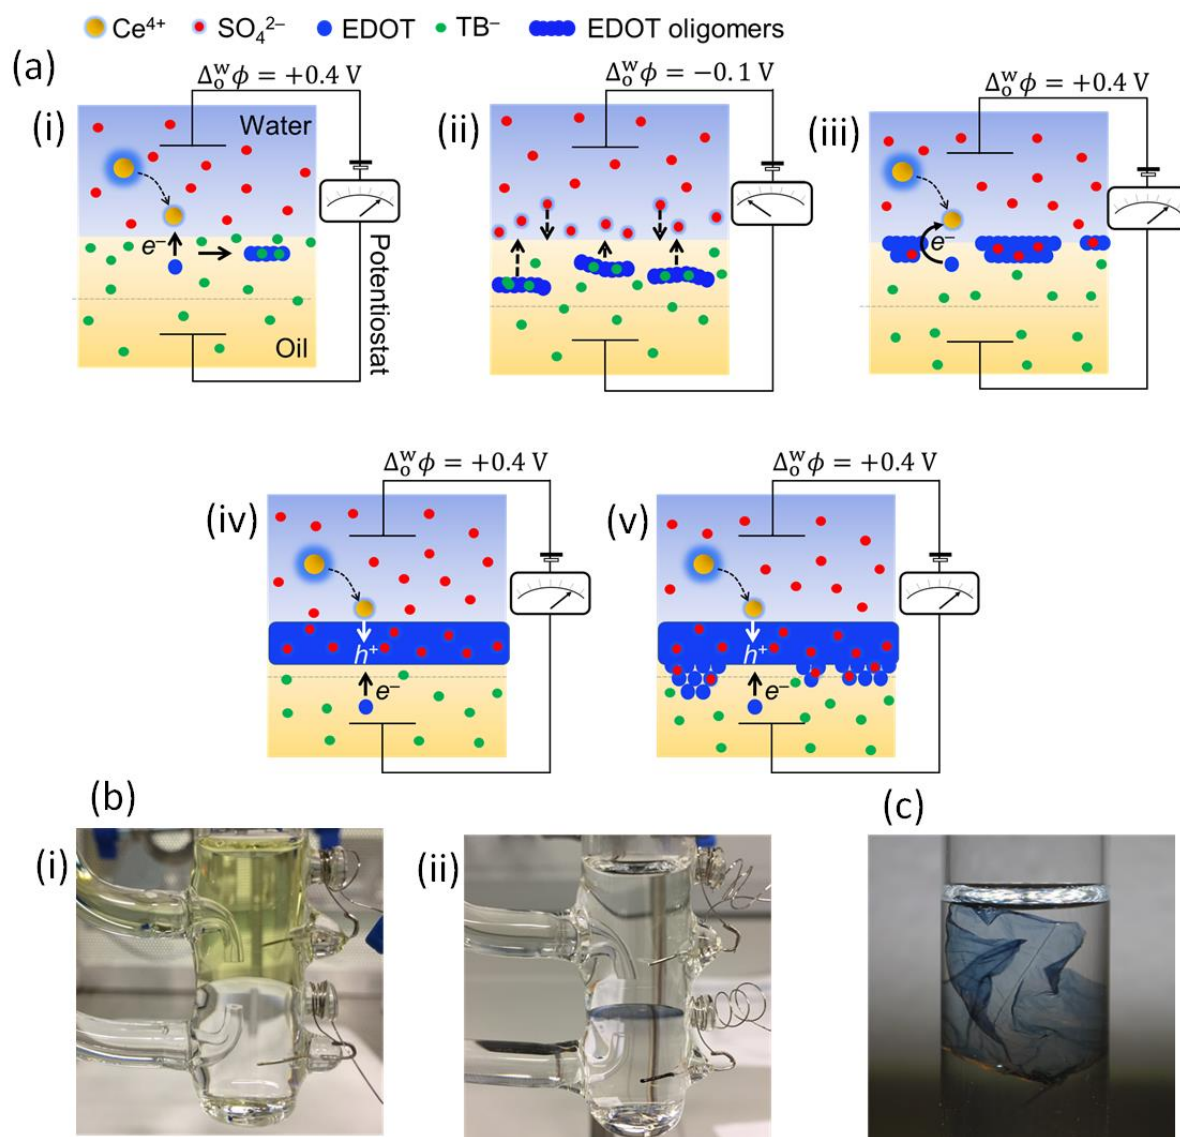 Ce⁴⁺ SO₄²⁻ EDOT TB⁻ EDOT oligomers
(a)
(i)
Δₒʷϕ = +0.4 V
Water
e⁻
Oil
Potentiostat
(ii)
Δₒʷϕ = −0.1 V
(iii)
Δₒʷϕ = +0.4 V
e⁻
(iv)
Δₒʷϕ = +0.4 V
h⁺
e⁻
(v)
Δₒʷϕ = +0.4 V
h⁺
e⁻
(b)
(i)
(ii)
(c)